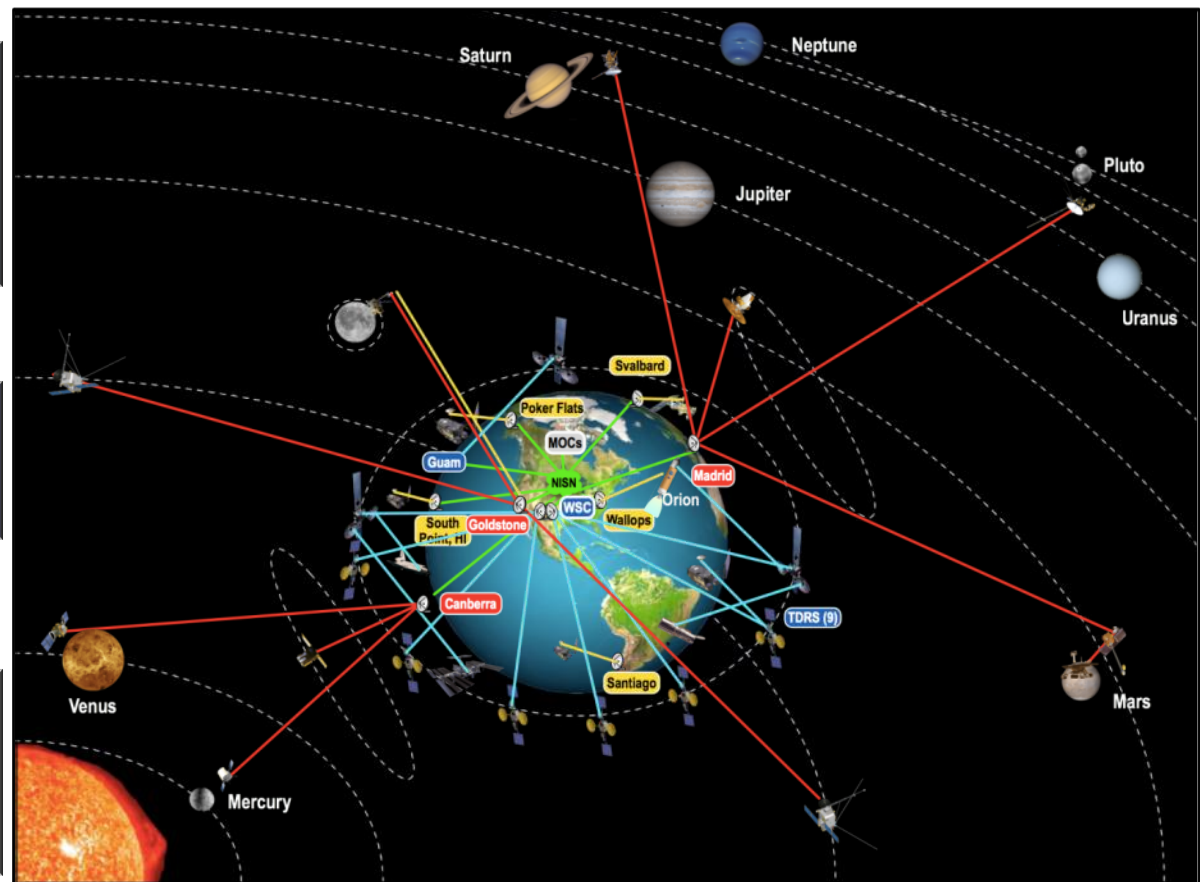 Neptune
Saturn
Pluto
Jupiter
Uranus
Svalbard
Poker Flats
MOCs
Guam
Madrid
NISN
Orion
WSC
Wallops
South
Point, HI
Goldstone
Canberra
TDRS (9)
Santiago
Mars
Venus
Mercury